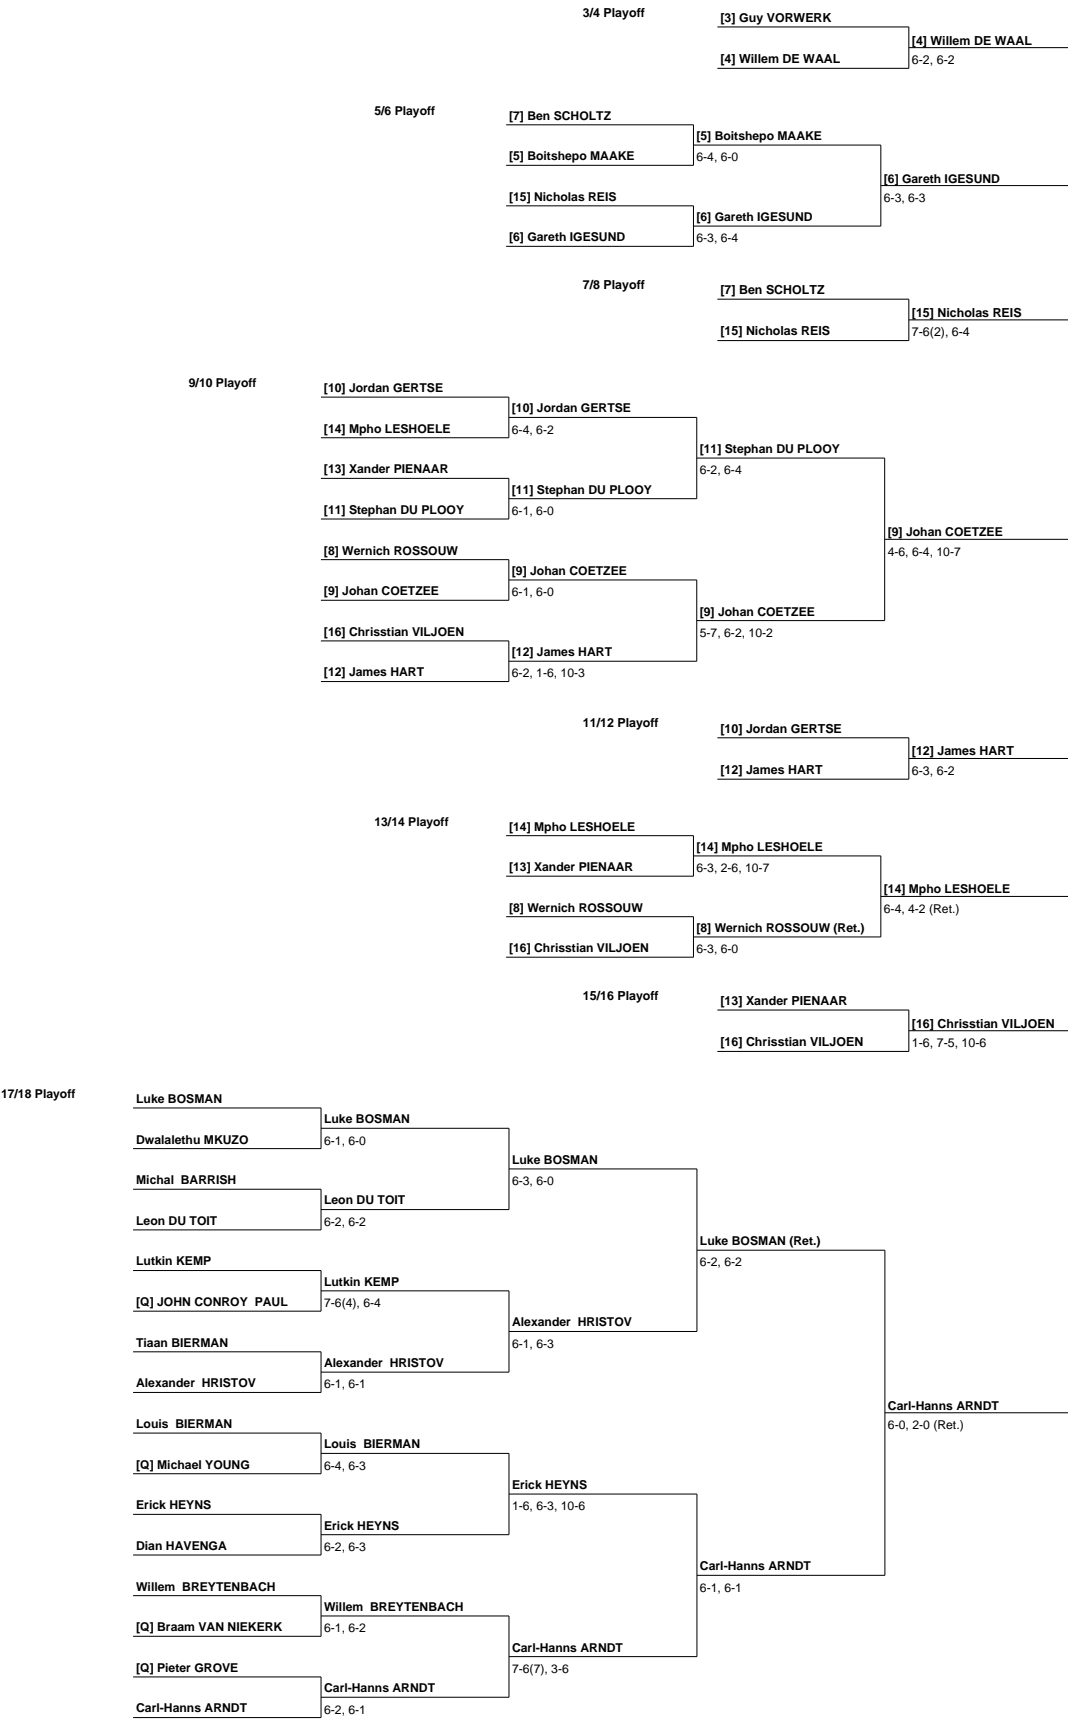 3/4 Playoff
[3] Guy VORWERK
[4] Willem DE WAAL
[4] Willem DE WAAL
6-2, 6-2
5/6 Playoff
[7] Ben SCHOLTZ
[5] Boitshepo MAAKE
[5] Boitshepo MAAKE
6-4, 6-0
[6] Gareth IGESUND
6-3, 6-3
[15] Nicholas REIS
[6] Gareth IGESUND
[6] Gareth IGESUND
6-3, 6-4
7/8 Playoff
[7] Ben SCHOLTZ
[15] Nicholas REIS
[15] Nicholas REIS
7-6(2), 6-4
9/10 Playoff
[10] Jordan GERTSE
[10] Jordan GERTSE
[14] Mpho LESHOELE
6-4, 6-2
[11] Stephan DU PLOOY
6-2, 6-4
[13] Xander PIENAAR
[11] Stephan DU PLOOY
[11] Stephan DU PLOOY
6-1, 6-0
[9] Johan COETZEE
4-6, 6-4, 10-7
[8] Wernich ROSSOUW
[9] Johan COETZEE
[9] Johan COETZEE
6-1, 6-0
[9] Johan COETZEE
5-7, 6-2, 10-2
[16] Chrisstian VILJOEN
[12] James HART
[12] James HART
6-2, 1-6, 10-3
11/12 Playoff
[10] Jordan GERTSE
[12] James HART
[12] James HART
6-3, 6-2
13/14 Playoff
[14] Mpho LESHOELE
[14] Mpho LESHOELE
[13] Xander PIENAAR
6-3, 2-6, 10-7
[14] Mpho LESHOELE
6-4, 4-2 (Ret.)
[8] Wernich ROSSOUW
[8] Wernich ROSSOUW (Ret.)
[16] Chrisstian VILJOEN
6-3, 6-0
15/16 Playoff
[13] Xander PIENAAR
[16] Chrisstian VILJOEN
[16] Chrisstian VILJOEN
1-6, 7-5, 10-6
17/18 Playoff
Luke BOSMAN
Luke BOSMAN
Dwalalethu MKUZO
6-1, 6-0
Luke BOSMAN
6-3, 6-0
Michal  BARRISH
Leon DU TOIT
Leon DU TOIT
6-2, 6-2
Luke BOSMAN (Ret.)
6-2, 6-2
Lutkin KEMP
Lutkin KEMP
[Q] JOHN CONROY  PAUL
7-6(4), 6-4
Alexander  HRISTOV
6-1, 6-3
Tiaan BIERMAN
Alexander  HRISTOV
Alexander  HRISTOV
6-1, 6-1
Carl-Hanns ARNDT
6-0, 2-0 (Ret.)
Louis  BIERMAN
Louis  BIERMAN
[Q] Michael YOUNG
6-4, 6-3
Erick HEYNS
1-6, 6-3, 10-6
Erick HEYNS
Erick HEYNS
Dian HAVENGA
6-2, 6-3
Carl-Hanns ARNDT
6-1, 6-1
Willem  BREYTENBACH
Willem  BREYTENBACH
[Q] Braam VAN NIEKERK
6-1, 6-2
Carl-Hanns ARNDT
7-6(7), 3-6
[Q] Pieter GROVE
Carl-Hanns ARNDT
Carl-Hanns ARNDT
6-2, 6-1